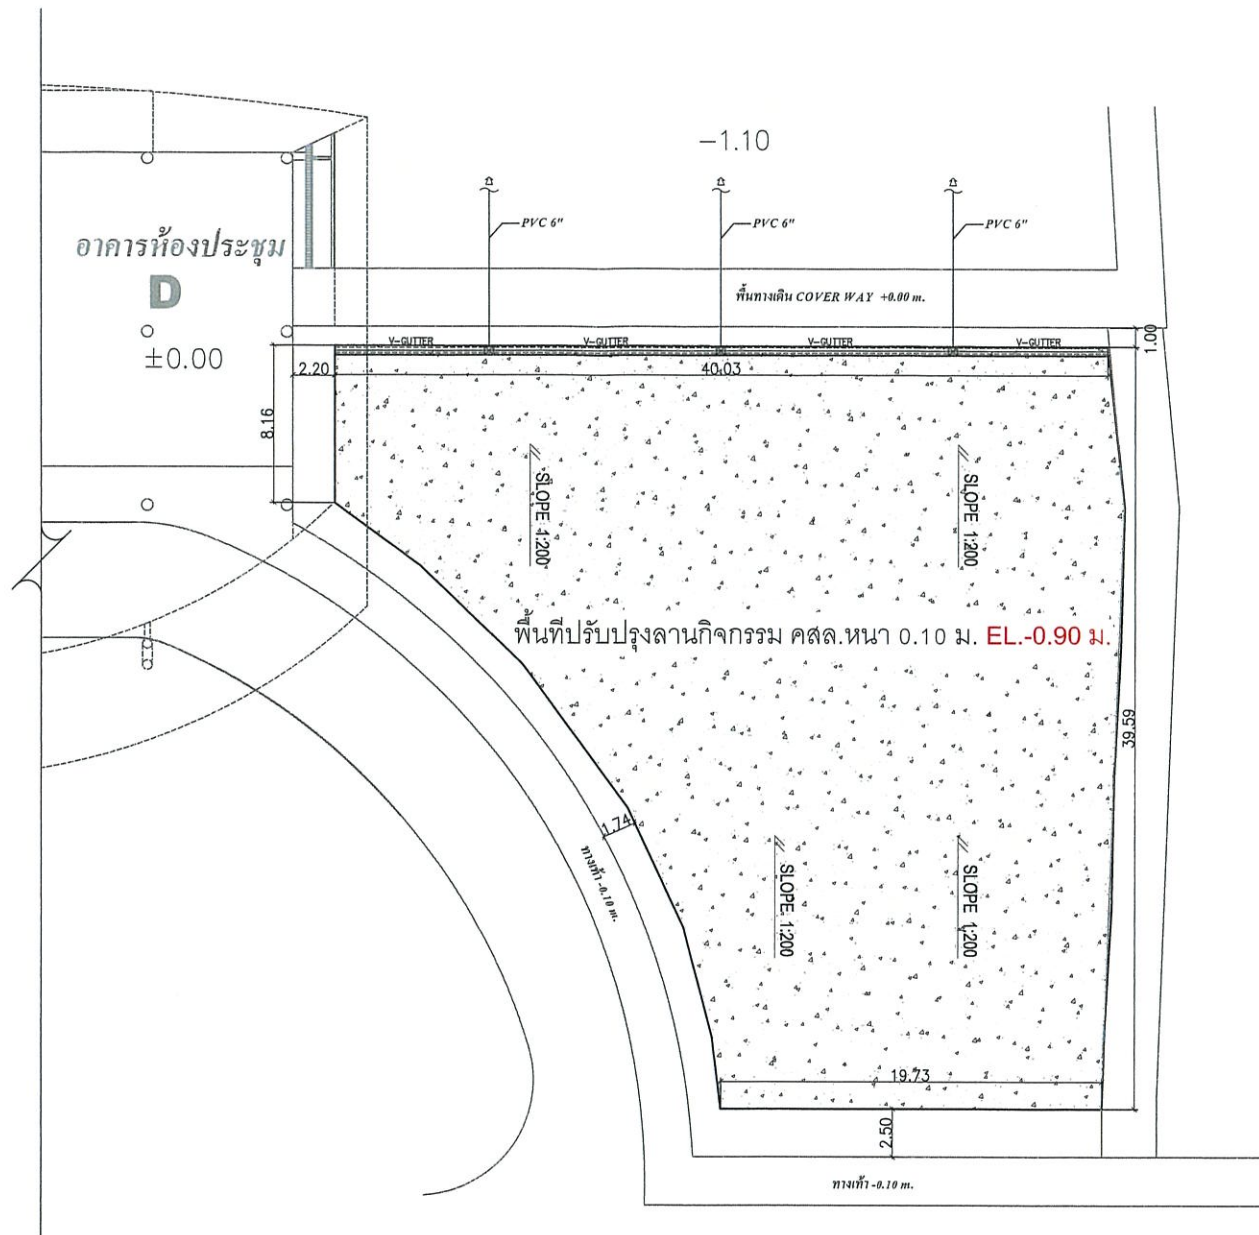 -1.10
PVC 6"
PVC 6"
PVC 6"
อาคารห้องประชุม
D
±0.00
พื้นทางเดิน COVER WAY +0.00 m.
V-GUTTER
V-GUTTER
V-GUTTER
V-GUTTER
1.00
2.20
40.03
8.16
SLOPE 1:200
SLOPE 1:200
พื้นที่ปรับปรุงลานกิจกรรม คสล.หนา 0.10 ม. EL.-0.90 ม.
39.59
1.74
ทางเท้า -0.10 m.
SLOPE 1:200
SLOPE 1:200
19.73
2.50
ทางเท้า -0.10 m.